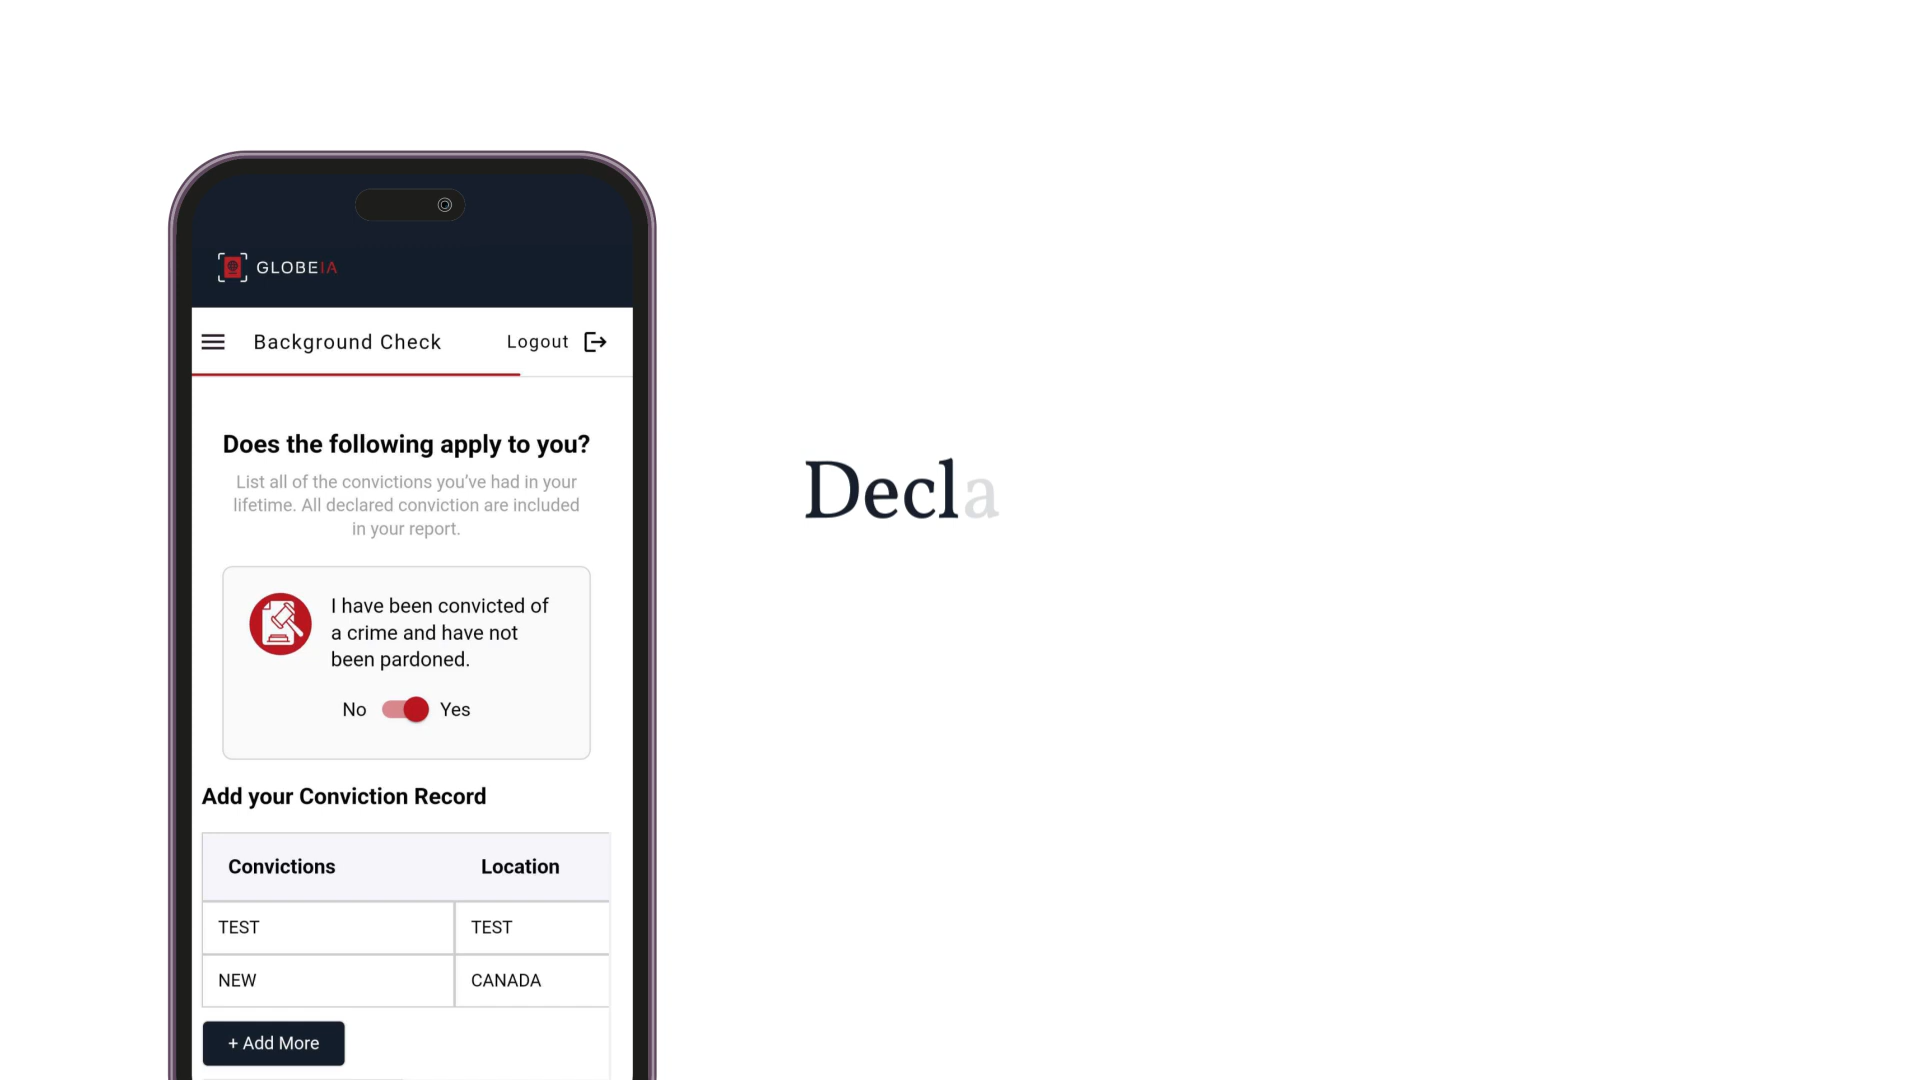 GLOBEIA
Background Check
Logout
Does the following apply to you?
List all of the convictions you've had in your
lifetime. All declared conviction are included
in your report.
I have been convicted of
a crime and have not
been pardoned.
No
Yes
Add your Conviction Record
Convictions
Location
TEST
TEST
NEW
CANADA
+ Add More
Decla